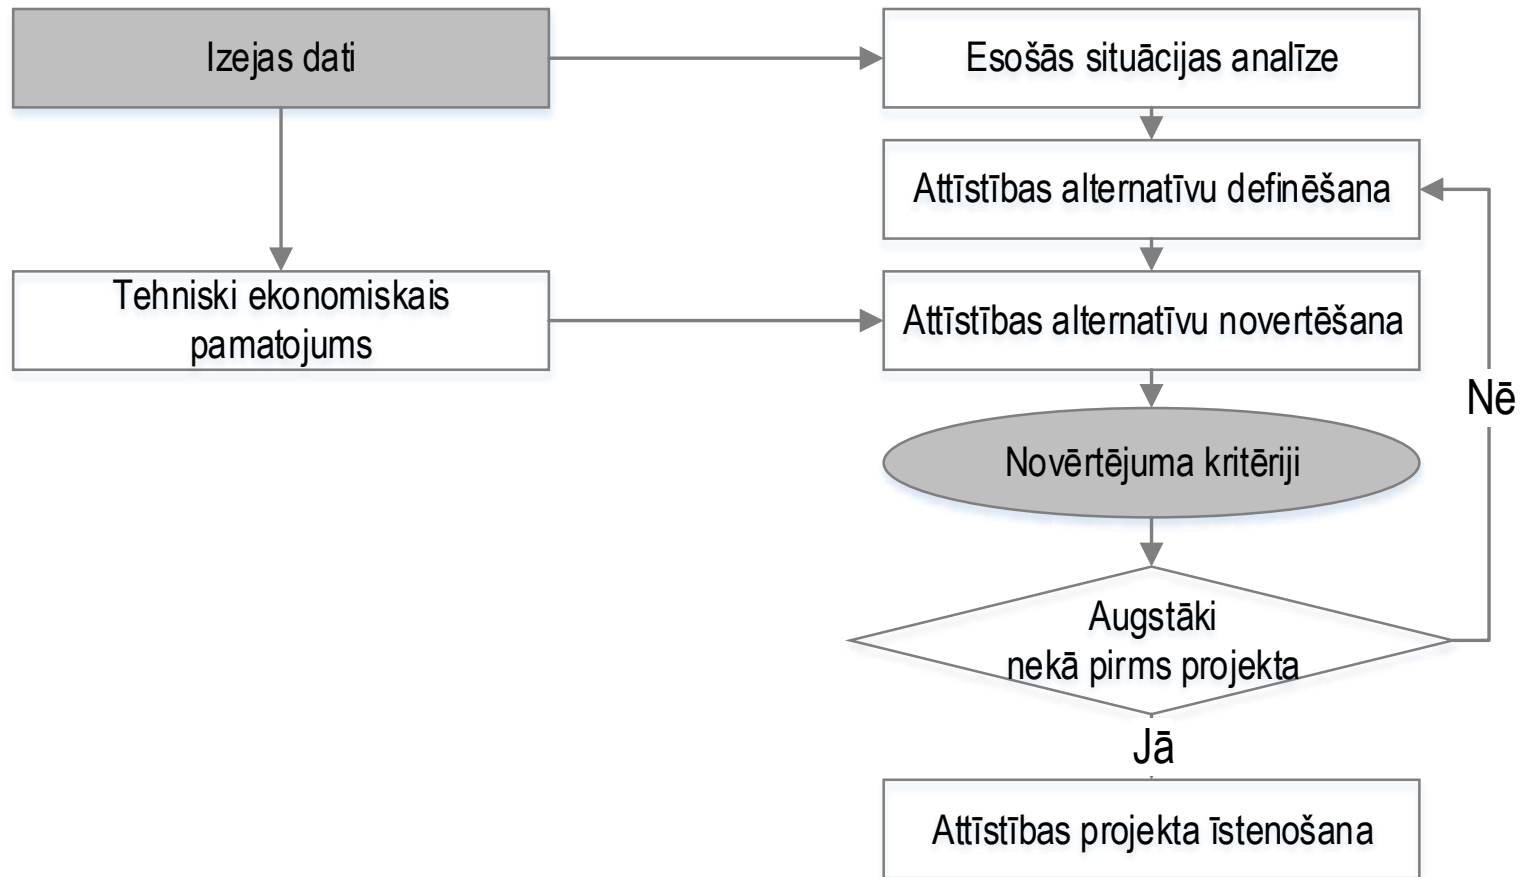 Izejas dati
Esošās situācijas analīze
Attīstības alternatīvu definēšana
Tehniski ekonomiskais
pamatojums
Attīstības alternatīvu novertēšana
Nē
Novērtējuma kritēriji
Augstāki
nekā pirms projekta
Jā
Attīstības projekta īstenošana